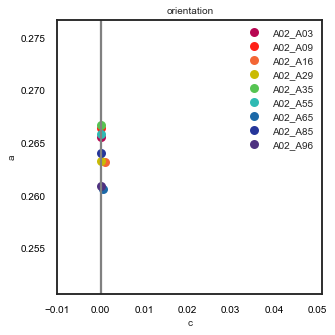 orientation
0.275
0.270
0.265
0.260
0.255
a
A02_A03
A02_A09
A02_A16
A02_A29
A02_A35
A02_A55
A02_A65
A02_A85
A02_A96
−0.01 0.00 0.01 0.02 0.03 0.04 0.05
c